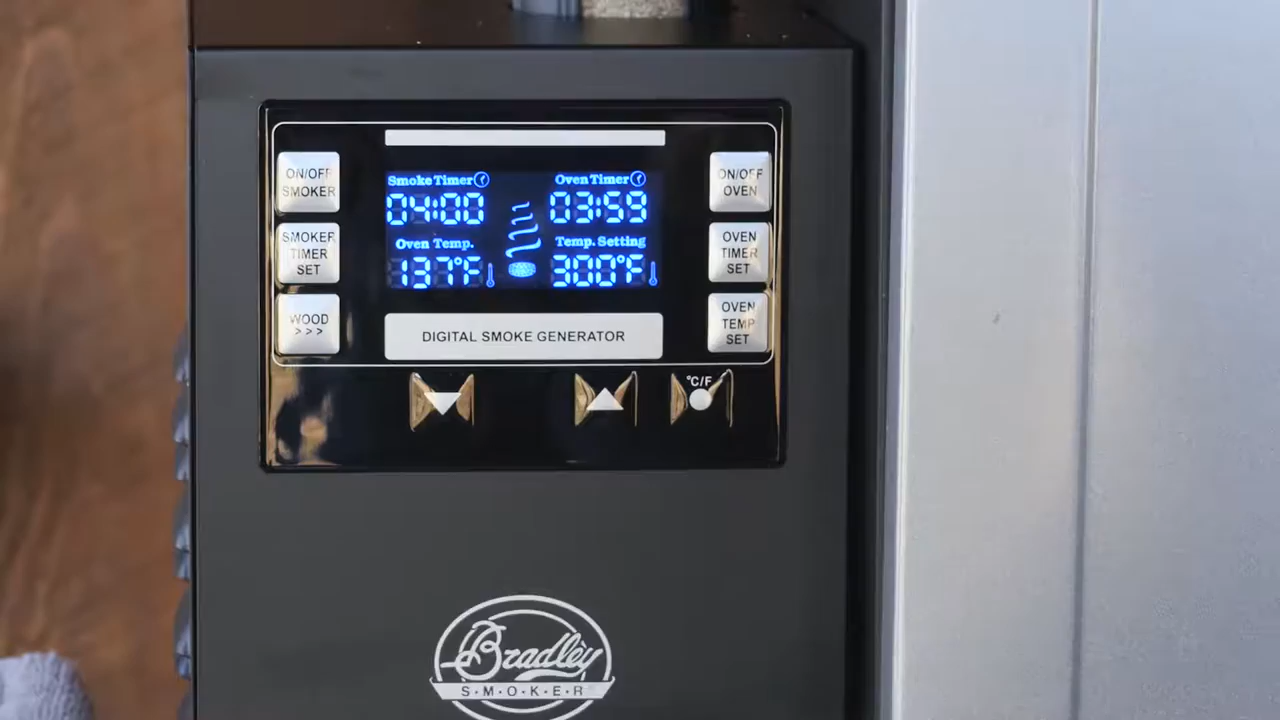 ON/OFF
SMOKER
SMOKER
TIMER
SET
WOOD
>>>
Smoke Timer
04:00
Oven Timer
03:59
Oven Temp.
137°F
Temp. Setting
300°F
DIGITAL SMOKE GENERATOR
ON/OFF
OVEN
OVEN
TIMER
SET
OVEN
TEMP
SET
°C/F
Bradley
S•M•O•K•E•R